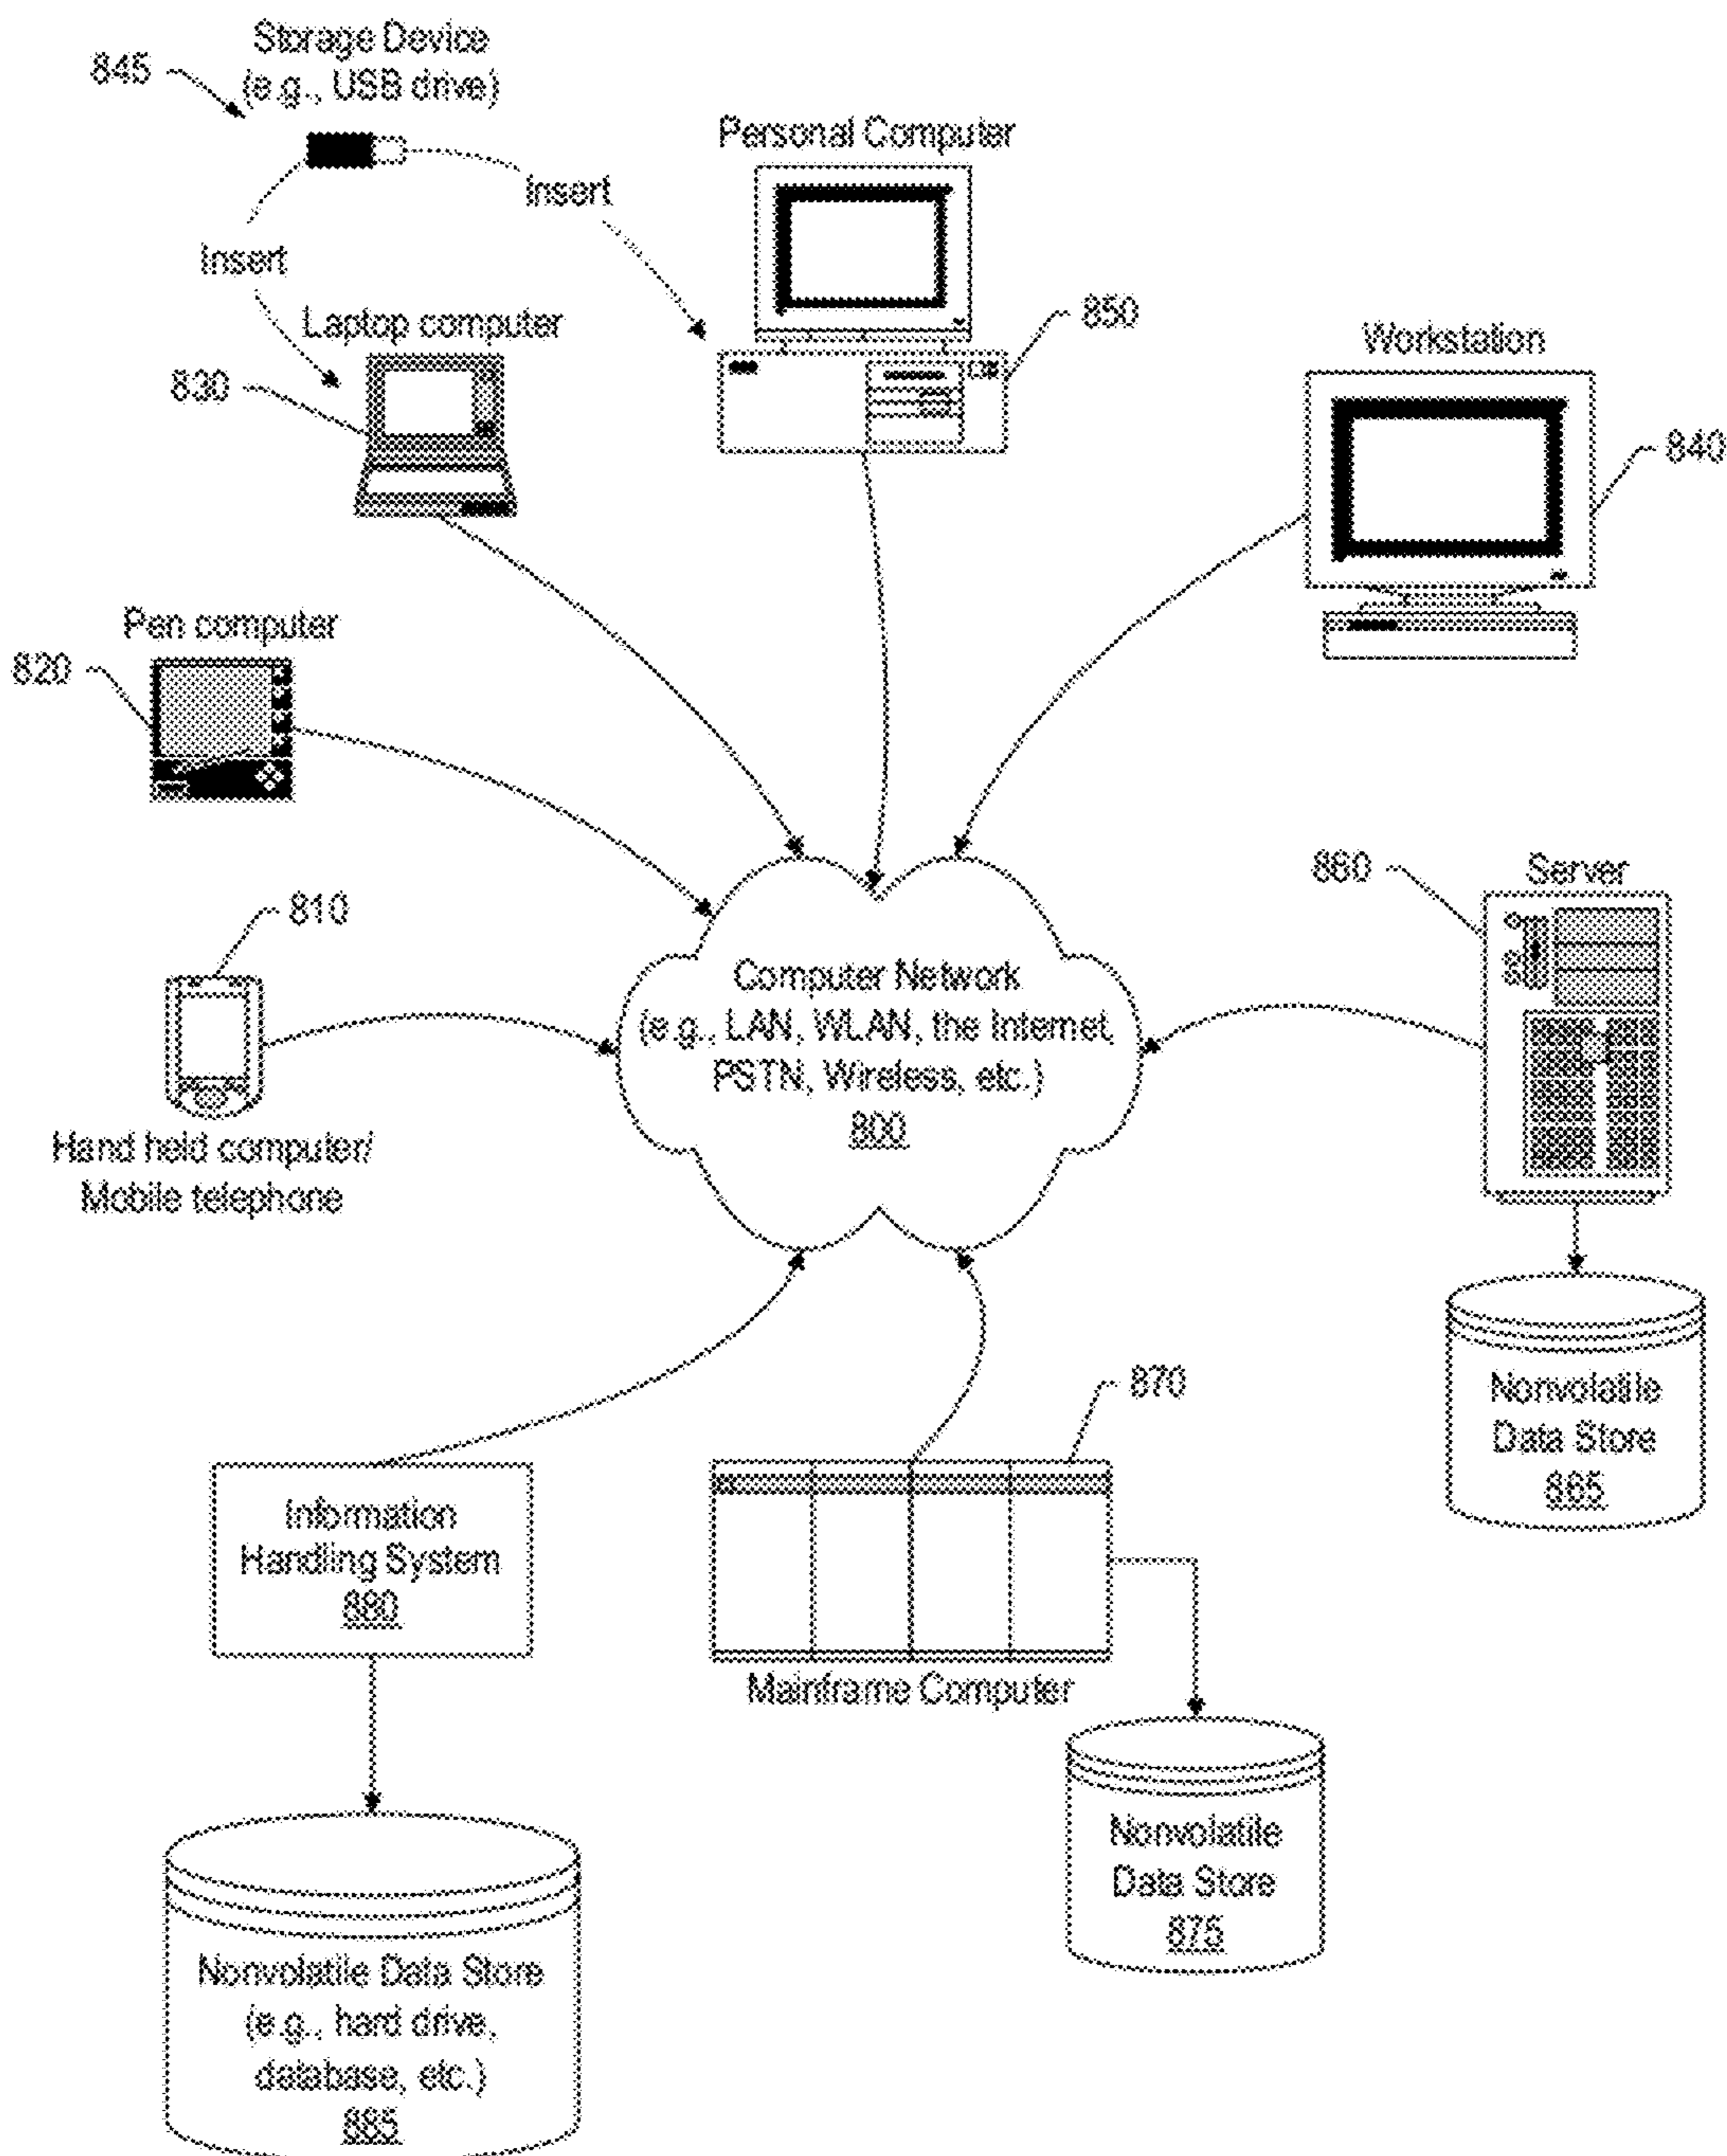 Storage Device
(e.g., USB drive)
845
Personal Computer
Insert
Insert
Laptop computer
850
Workstation
830
840
Pen computer
820
860
Server
810
Computer Network
(e.g., LAN, WLAN, the Internet,
PSTN, Wireless, etc.)
800
Hand held computer/
Mobile telephone
870
Nonvolatile
Data Store
865
Information
Handling System
880
Mainframe Computer
Nonvolatile
Data Store
875
Nonvolatile Data Store
(e.g., hard drive,
database, etc.)
885